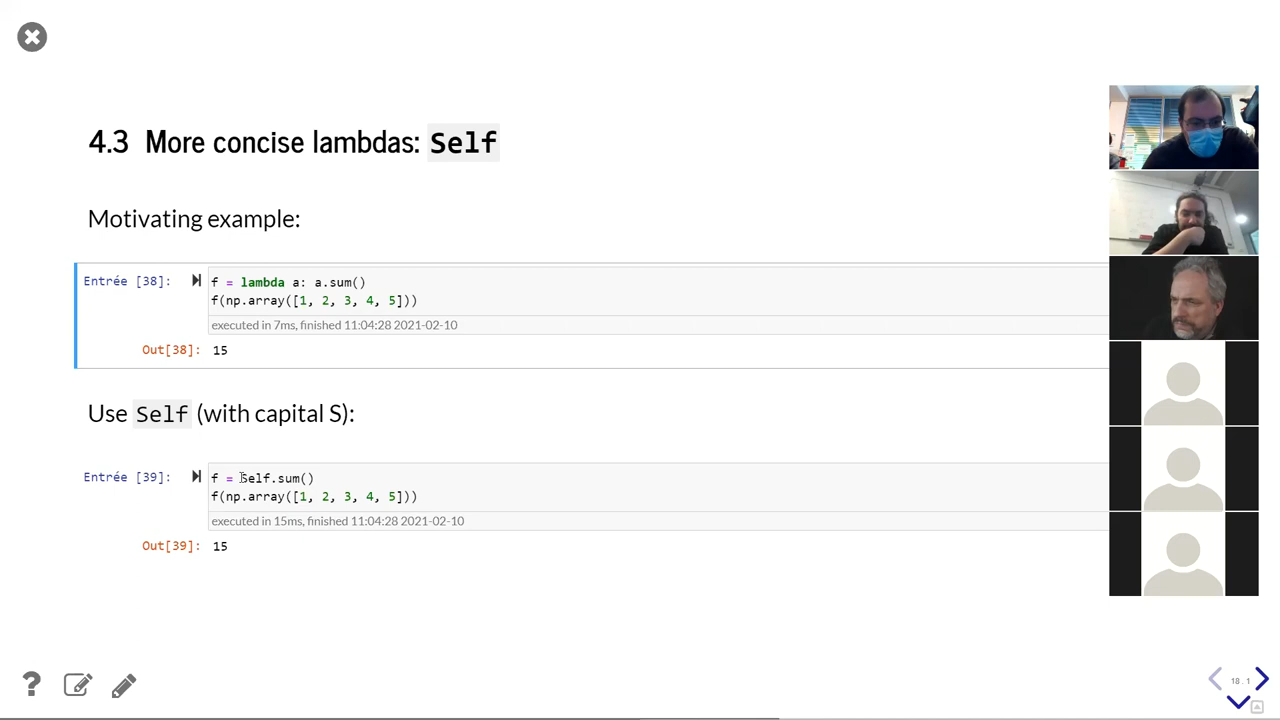 4.3 More concise lambdas: Self
Motivating example:
Entrée [38]:
f = lambda a: a.sum()
f(np.array([1, 2, 3, 4, 5]))
executed in 7ms, finished 11:04:28 2021-02-10
Out[38]: 15
Use Self (with capital S):
Entrée [39]:
f = Self.sum()
f(np.array([1, 2, 3, 4, 5]))
executed in 15ms, finished 11:04:28 2021-02-10
Out[39]: 15
?
18.1